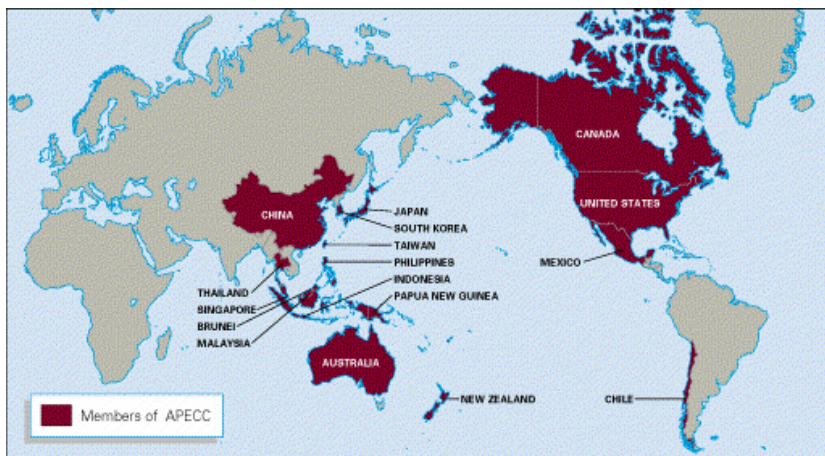 CANADA
UNITED STATES
CHINA
JAPAN
SOUTH KOREA
TAIWAN
PHILIPPINES
MEXICO
INDONESIA
THAILAND
PAPUA NEW GUINEA
SINGAPORE
BRUNEI
MALAYSIA
AUSTRALIA
NEW ZEALAND
CHILE
Members of APECC